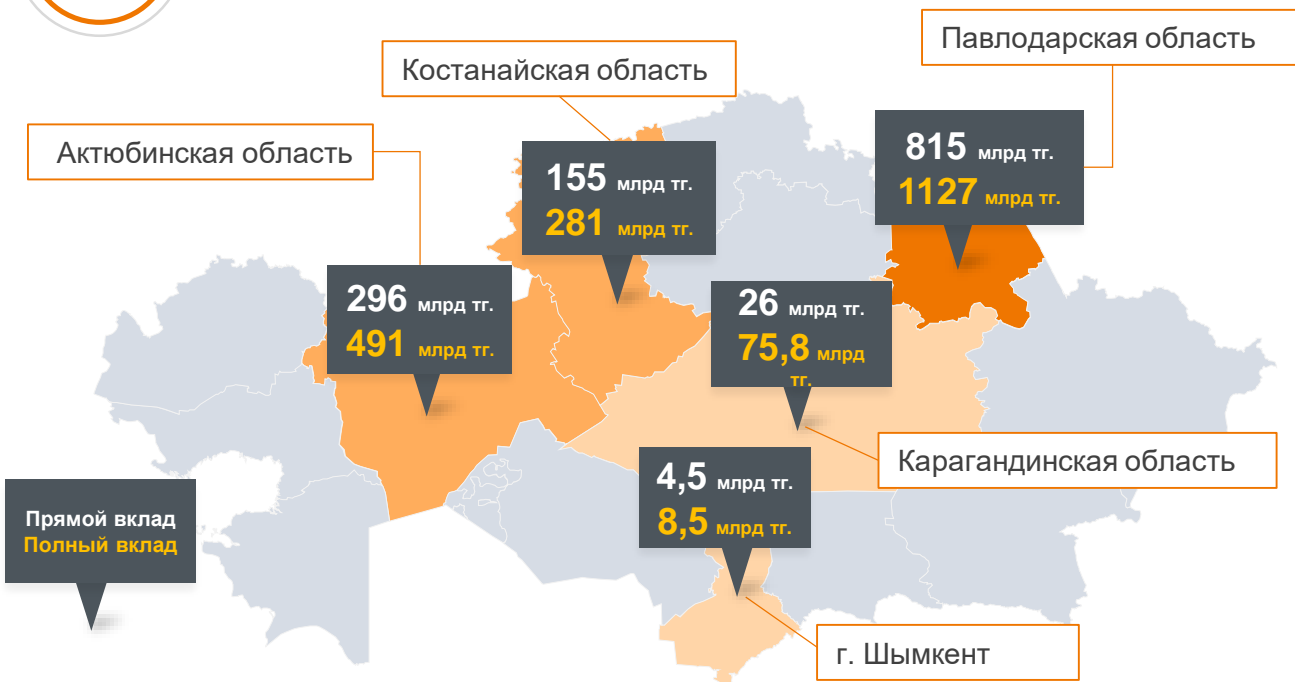 Павлодарская область
Костанайская область
Актюбинская область
815 млрд тг.
1127 млрд тг.
155 млрд тг.
281 млрд тг.
296 млрд тг.
491 млрд тг.
26 млрд тг.
75,8 млрд
тг.
Карагандинская область
4,5 млрд тг.
8,5 млрд тг.
Прямой вклад
Полный вклад
г. Шымкент